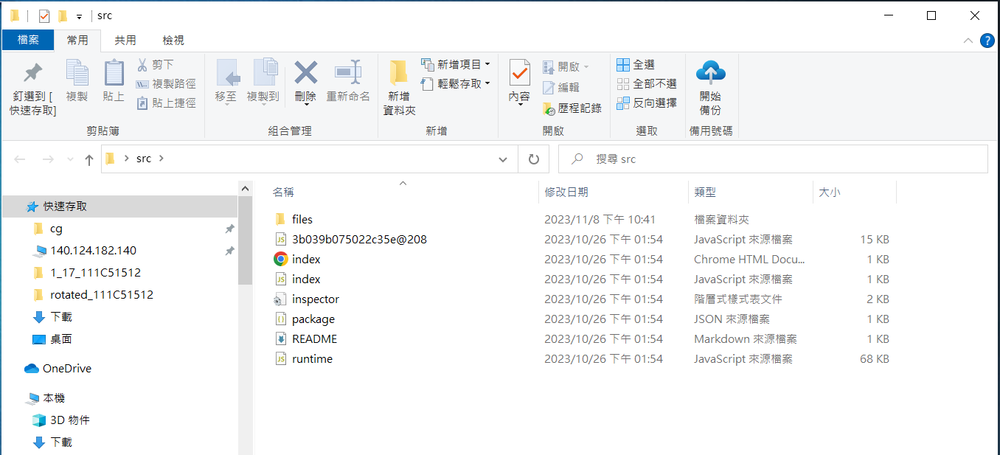 src
檔案 常用 共用 檢視
釘選到 [
快速存取]
複製
貼上
剪下
複製路徑
貼上捷徑
剪貼簿
移至
複製到
刪除
重新命名
組合管理
新增
資料夾
新增項目
輕鬆存取
新增
內容
開啟
編輯
歷程記錄
開啟
全選
全部不選
反向選擇
選取
開始
備份
備用號碼
src
搜尋 src
快速存取
cg
140.124.182.140
1_17_111C51512
rotated_111C51512
下載
桌面
OneDrive
本機
3D 物件
下載
名稱 修改日期 類型 大小
files 2023/11/8 下午 10:41 檔案資料夾
3b039b075022c35e@208 2023/10/26 下午 01:54 JavaScript 來源檔案 15 KB
index 2023/10/26 下午 01:54 Chrome HTML Docu... 1 KB
index 2023/10/26 下午 01:54 JavaScript 來源檔案 1 KB
inspector 2023/10/26 下午 01:54 階層式樣式表文件 2 KB
package 2023/10/26 下午 01:54 JSON 來源檔案 1 KB
README 2023/10/26 下午 01:54 Markdown 來源檔案 1 KB
runtime 2023/10/26 下午 01:54 JavaScript 來源檔案 68 KB